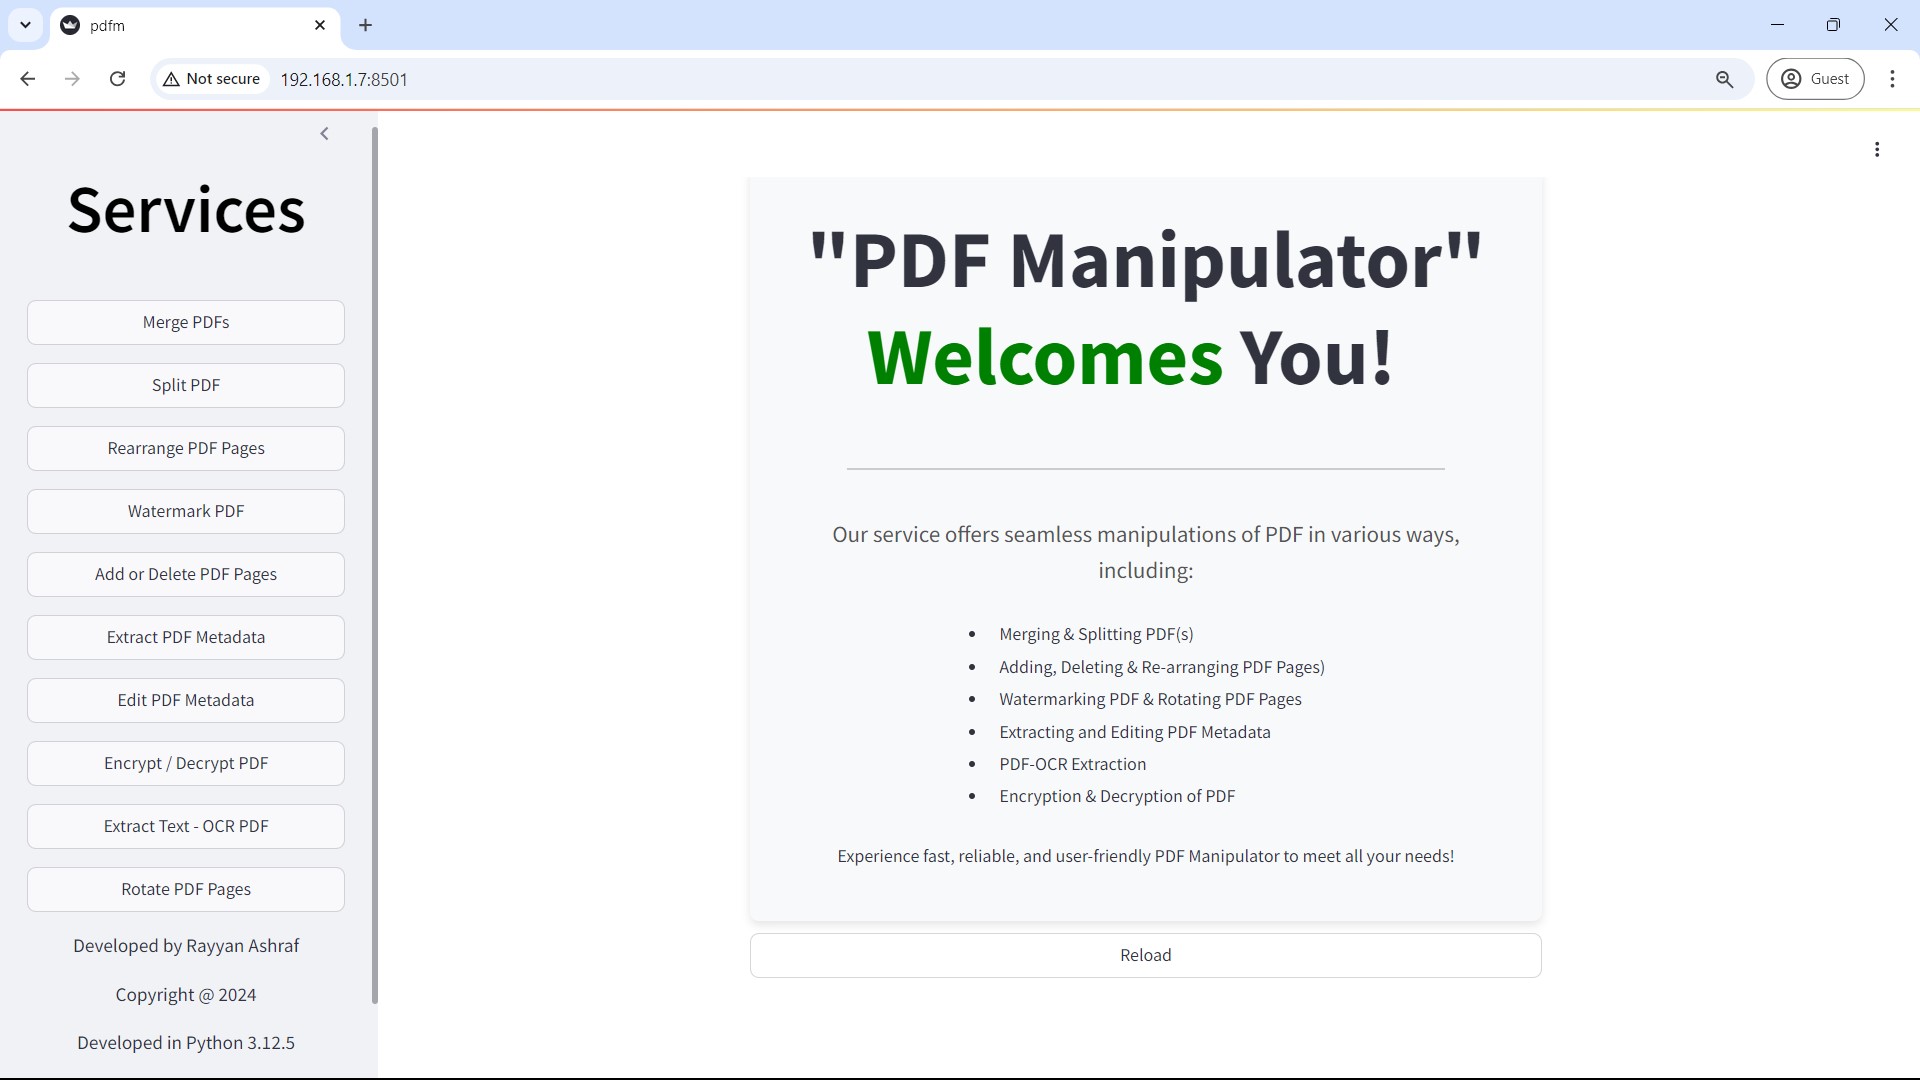 pdfm
Not secure
192.168.1.7:8501
Guest
Services
Merge PDFs
Split PDF
Rearrange PDF Pages
Watermark PDF
Add or Delete PDF Pages
Extract PDF Metadata
Edit PDF Metadata
Encrypt / Decrypt PDF
Extract Text - OCR PDF
Rotate PDF Pages
Developed by Rayyan Ashraf
Copyright @ 2024
Developed in Python 3.12.5
"PDF Manipulator"
Welcomes You!
Our service offers seamless manipulations of PDF in various ways,
including:
• Merging & Splitting PDF(s)
• Adding, Deleting & Re-arranging PDF Pages)
• Watermarking PDF & Rotating PDF Pages
• Extracting and Editing PDF Metadata
• PDF-OCR Extraction
• Encryption & Decryption of PDF
Experience fast, reliable, and user-friendly PDF Manipulator to meet all your needs!
Reload